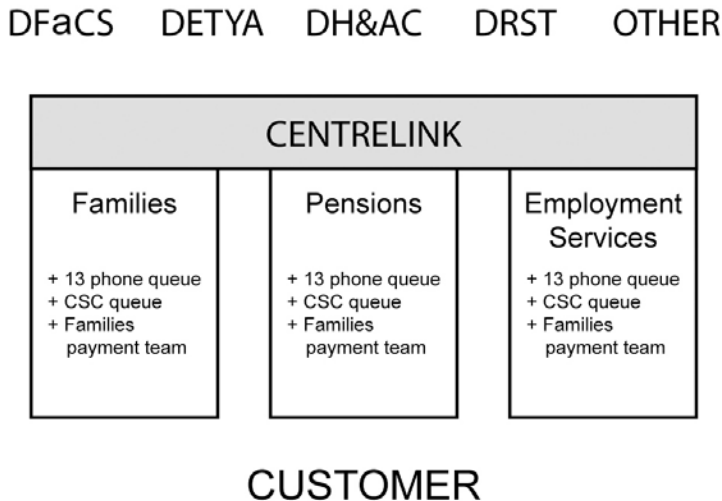 DFaCS DETYA DH&AC DRST OTHER
CENTRELINK
Families
+ 13 phone queue
+ CSC queue
+ Families
payment team
Pensions
+ 13 phone queue
+ CSC queue
+ Families
payment team
Employment
Services
+ 13 phone queue
+ CSC queue
+ Families
payment team
CUSTOMER